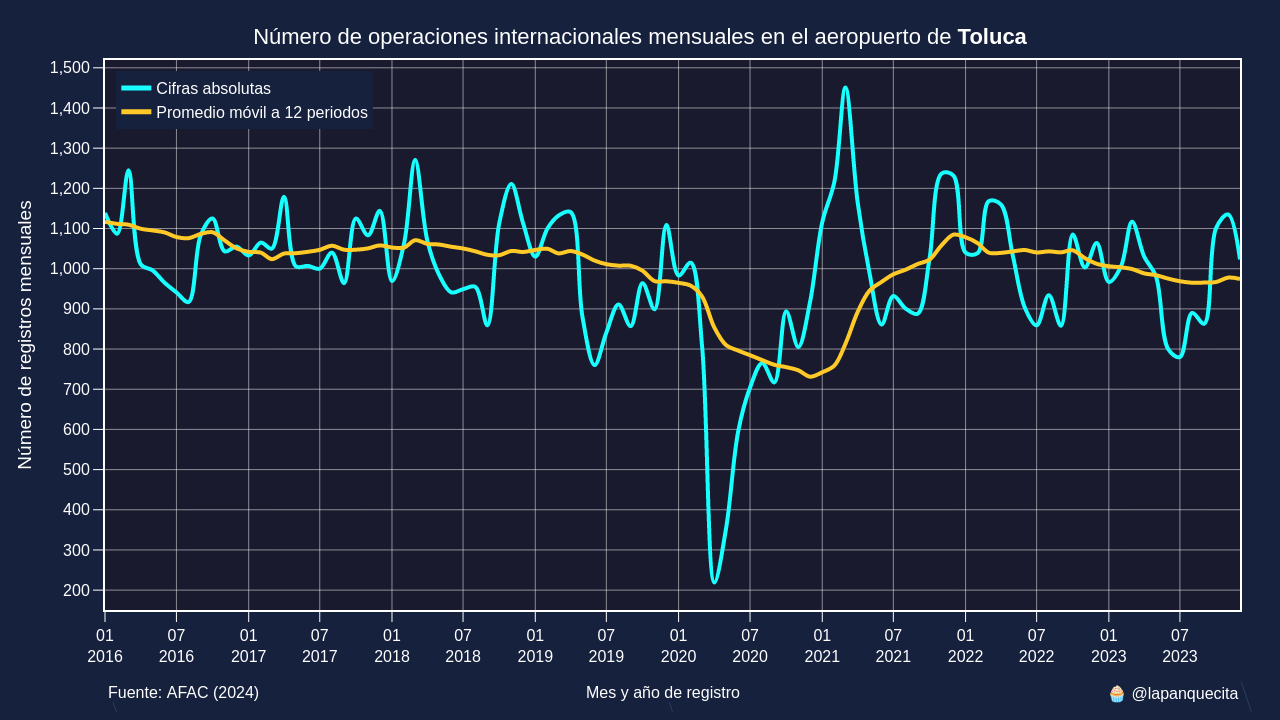 Número de operaciones internacionales mensuales en el aeropuerto de Toluca
Cifras absolutas
Promedio móvil a 12 periodos
Número de registros mensuales
1,500
1,400
1,300
1,200
1,100
1,000
900
800
700
600
500
400
300
200
01 07 01 07 01 07 01 07 01 07 01 07 01 07 01 07
2016 2016 2017 2017 2018 2018 2019 2019 2020 2020 2021 2021 2022 2022 2023 2023
Fuente: AFAC (2024) Mes y año de registro 🧁 @lapanquecita